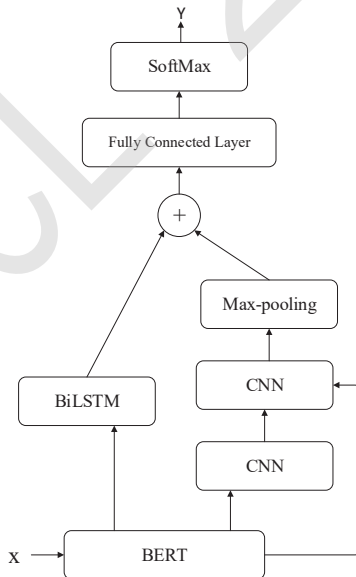 Y
SoftMax
Fully Connected Layer
+
Max-pooling
BiLSTM
CNN
CNN
X
BERT